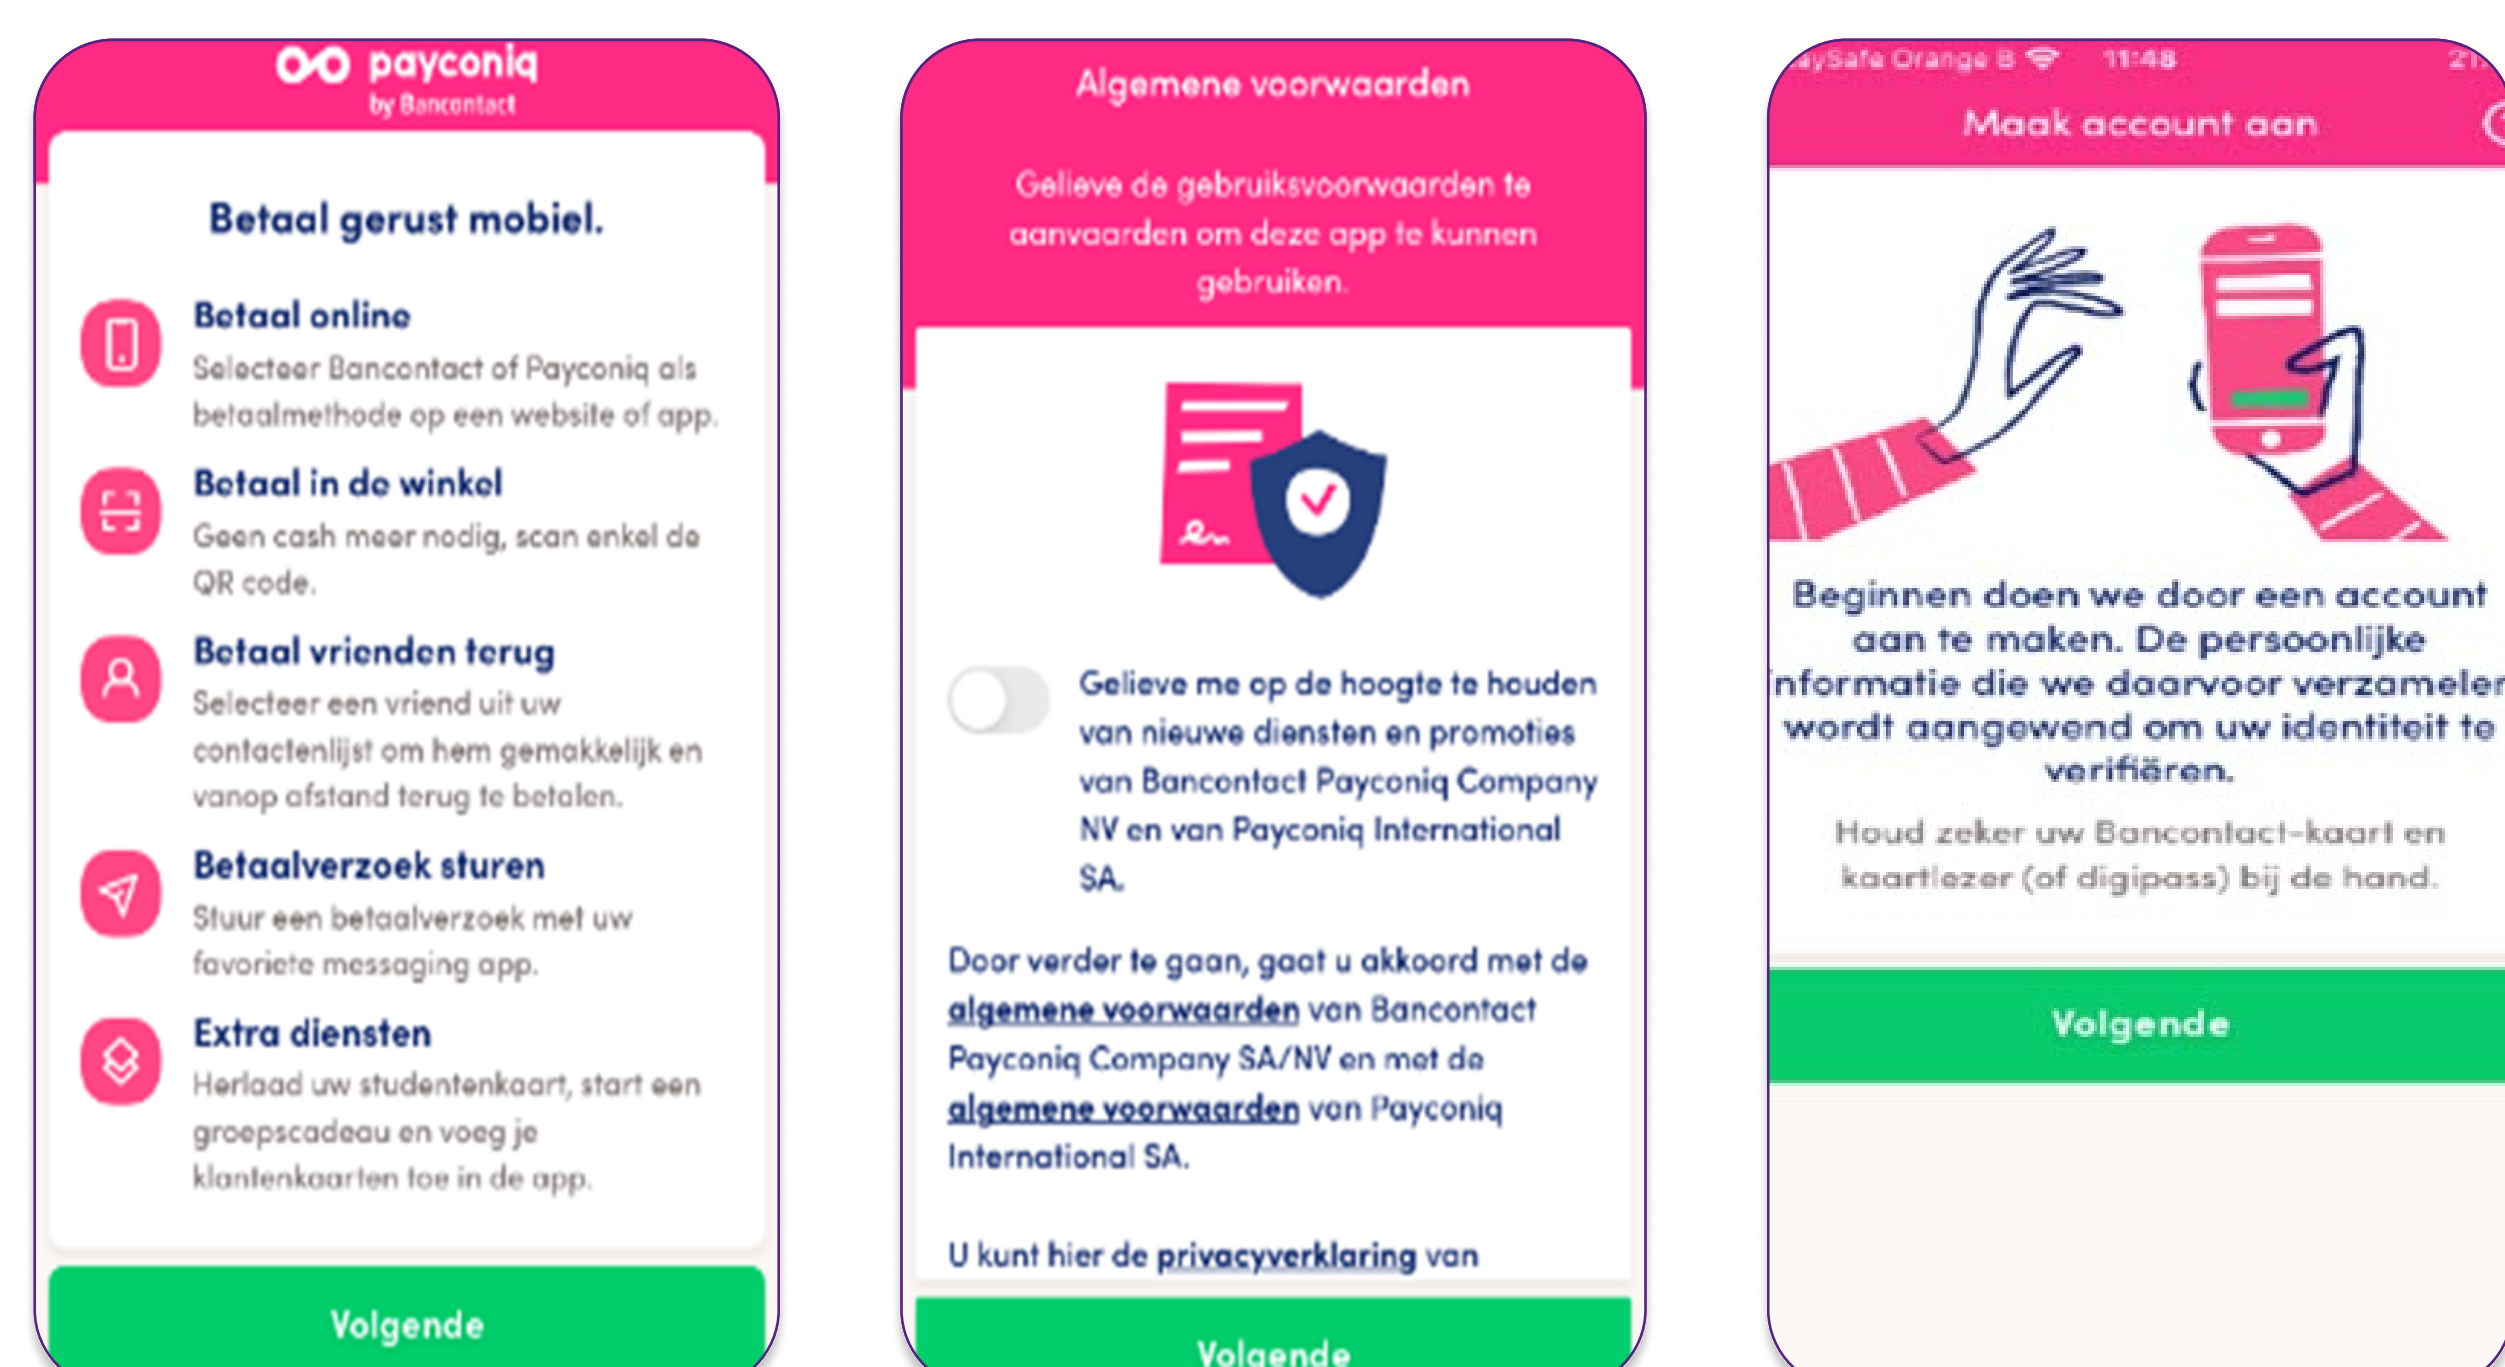 payconiq
by Bancontact
Betaal gerust mobiel.
Betaal online
Selecteer Bancontact of Payconiq als
betaalmethode op een website of app.
Betaal in de winkel
Geen cash meer nodig, scan enkel de
QR code.
Betaal vrienden terug
Selecteer een vriend uit uw
contactenlijst om hem gemakkelijk en
vanop afstand terug te betalen.
Betaalverzoek sturen
Stuur een betaalverzoek met uw
favoriete messaging app.
Extra diensten
Herlaad uw studentenkaart, start een
groepscadeau en voeg je
klantenkaarten toe in de app.
Volgende
Algemene voorwaarden
Gelieve de gebruiksvoorwaarden te
aanvaarden om deze app te kunnen
gebruiken.
Gelieve me op de hoogte te houden
van nieuwe diensten en promoties
van Bancontact Payconiq Company
NV en van Payconiq International
SA.
Door verder te gaan, gaat u akkoord met de
algemene voorwaarden van Bancontact
Payconiq Company SA/NV en met de
algemene voorwaarden van Payconiq
International SA.
U kunt hier de privacyverklaring van
Volgende
aySafe Orange B 11:48
Maak account aan
Beginnen doen we door een account
aan te maken. De persoonlijke
nformatie die we daarvoor verzamelen
wordt aangewend om uw identiteit te
verifiëren.
Houd zeker uw Bancontact-kaart en
kaartlezer (of digipass) bij de hand.
Volgende